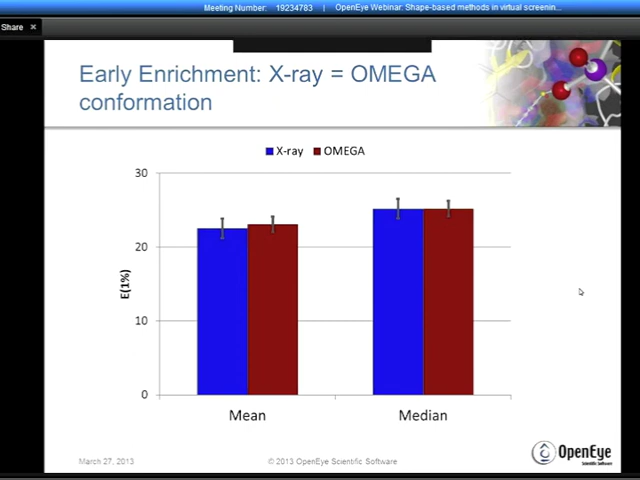 Meeting Number: 19234783 | OpenEye Webinar: Shape-based methods in virtual screenin...
Share ×
Early Enrichment: X-ray = OMEGA
conformation
X-ray OMEGA
30
20
10
0
E(1%)
Mean Median
March 27, 2013 © 2013 OpenEye Scientific Software
OpenEye
Scientific Software